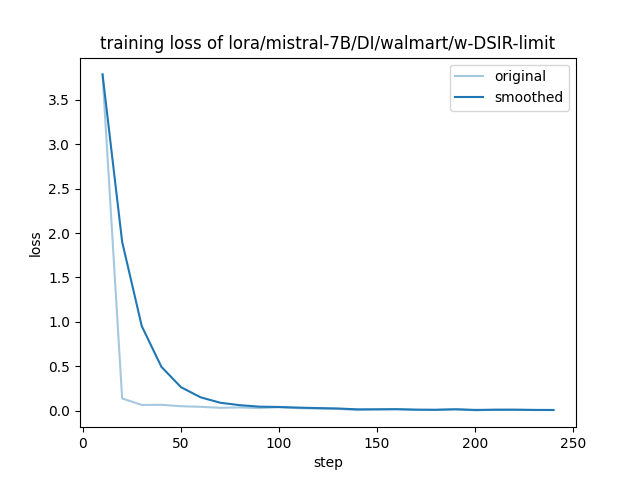 training loss of lora/mistral-7B/DI/walmart/w-DSIR-limit
original
smoothed
3.5
3.0
2.5
2.0
1.5
1.0
0.5
0.0
loss
0 50 100 150 200 250
step